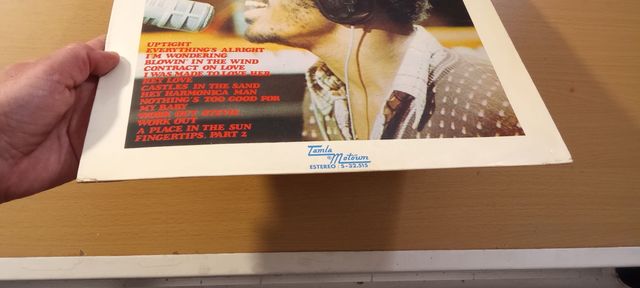 UPTIGHT
EVERYTHING'S ALRIGHT
I'M WONDERING
BLOWIN' IN THE WIND
CONTRACT ON LOVE
I WAS MADE TO LOVE HER
HEY LOVE
CASTLES IN THE SAND
HEY HARMONICA MAN
NOTHING'S TOO GOOD FOR
MY BABY
WORK OUT STEVIE
WORK OUT
A PLACE IN THE SUN
FINGERTIPS, PART 2
Tamla
Motown
ESTEREO S-32.515